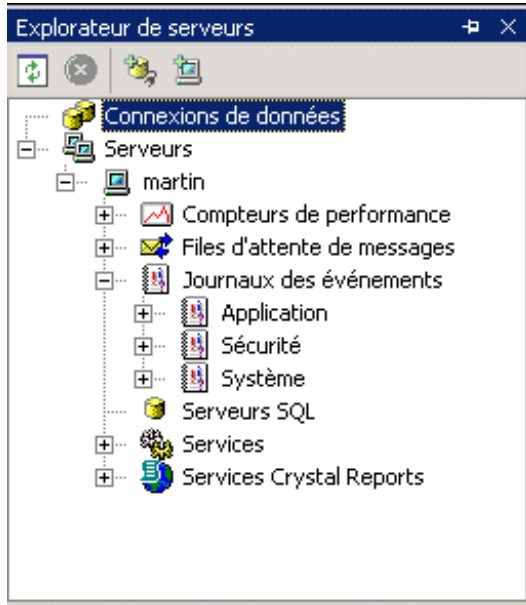 Explorateur de serveurs
Connexions de données
Serveurs
martin
Compteurs de performance
Files d'attente de messages
Journaux des événements
Application
Sécurité
Système
Serveurs SQL
Services
Services Crystal Reports